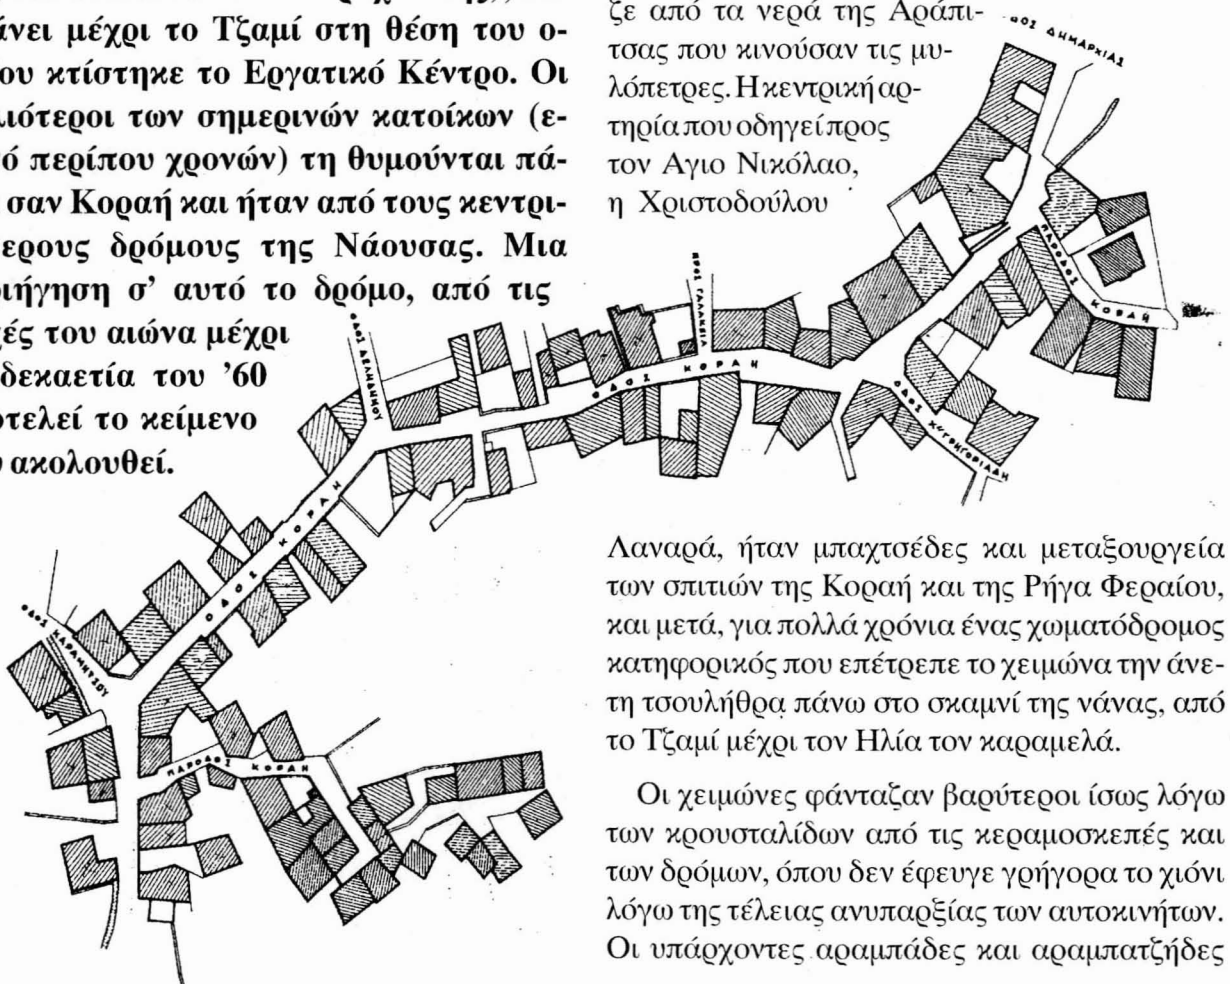 άνει μέχρι το Τζαμί στη θέση του ο-
ου κτίστηκε το Εργατικό Κέντρο. Οι
λιότεροι των σημερινών κατοίκων (ε-
ό περίπου χρονών) τη θυμούνται πά-
σαν Κοραή και ήταν από τους κεντρι-
ερους δρόμους της Νάουσας. Μια
ιήγηση σ’ αυτό το δρόμο, από τις
χές του αιώνα μέχρι
δεκαετία του ’60
οτελεί το κείμενο
ακολουθεί.
ζε από τα νερά της Αράπι-
τσας που κινούσαν τις μυ-
λόπετρες. Η κεντρική αρ-
τηρία που οδηγεί προς
τον Αγιο Νικόλαο,
η Χριστοδούλου
Λαναρά, ήταν μπαχτσέδες και μεταξουργεία
των σπιτιών της Κοραή και της Ρήγα Φεραίου,
και μετά, για πολλά χρόνια ένας χωματόδρομος
κατηφορικός που επέτρεπε το χειμώνα την άνε-
τη τσουλήθρα πάνω στο σκαμνί της νάνας, από
το Τζαμί μέχρι τον Ηλία τον καραμελά.
Οι χειμώνες φάνταζαν βαρύτεροι ίσως λόγω
των κρουσταλίδων από τις κεραμοσκεπές και
των δρόμων, όπου δεν έφευγε γρήγορα το χιόνι
λόγω της τέλειας ανυπαρξίας των αυτοκινήτων.
Οι υπάρχοντες αραμπάδες και αραμπατζήδες
ΔΗΜΑΡΧΙΑΣ
ΠΑΡΟΔΟΣ ΚΟΡΑΗ
ΟΔΟΣ ΚΟΡΑΗ
ΟΔΟΣ
ΟΔΟΣ ΚΟΡΑΗ
ΟΔΟΣ
ΠΑΡΟΔΟΣ ΚΟΡΑΗ